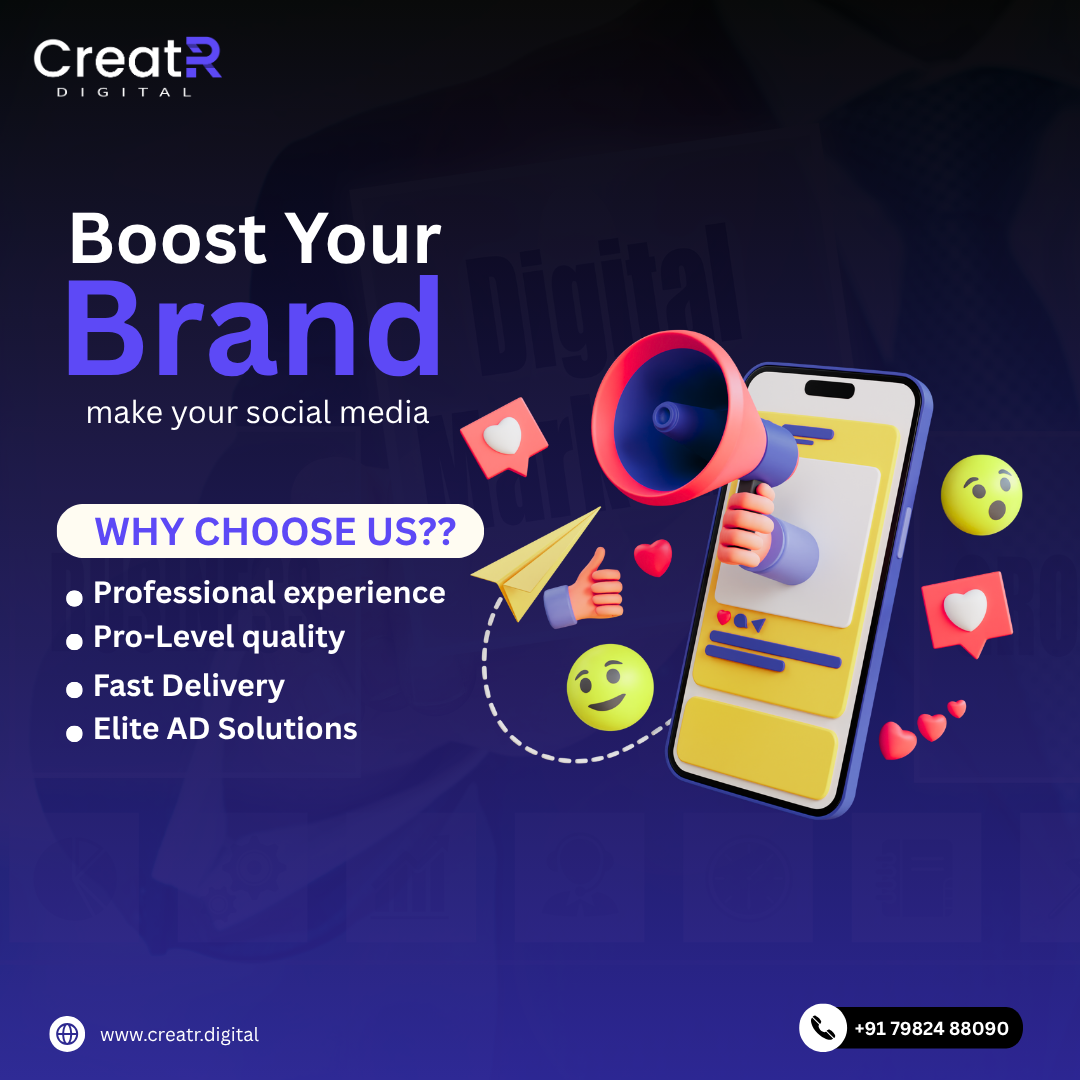 CreatR
DIGITAL
Boost Your
Brand
make your social media
WHY CHOOSE US??
Professional experience
Pro-Level quality
Fast Delivery
Elite AD Solutions
Digital
www.creatr.digital
+91 79824 88090